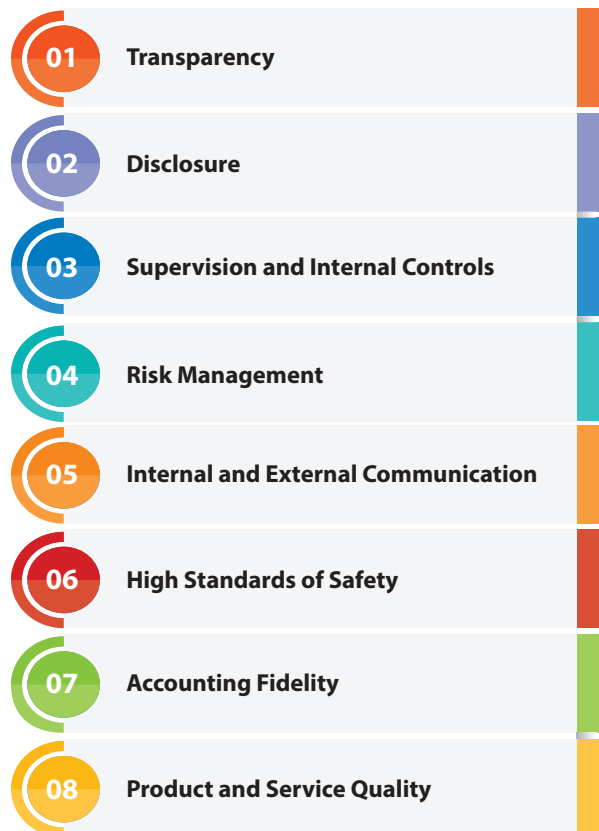 01 Transparency
02 Disclosure
03 Supervision and Internal Controls
04 Risk Management
05 Internal and External Communication
06 High Standards of Safety
07 Accounting Fidelity
08 Product and Service Quality